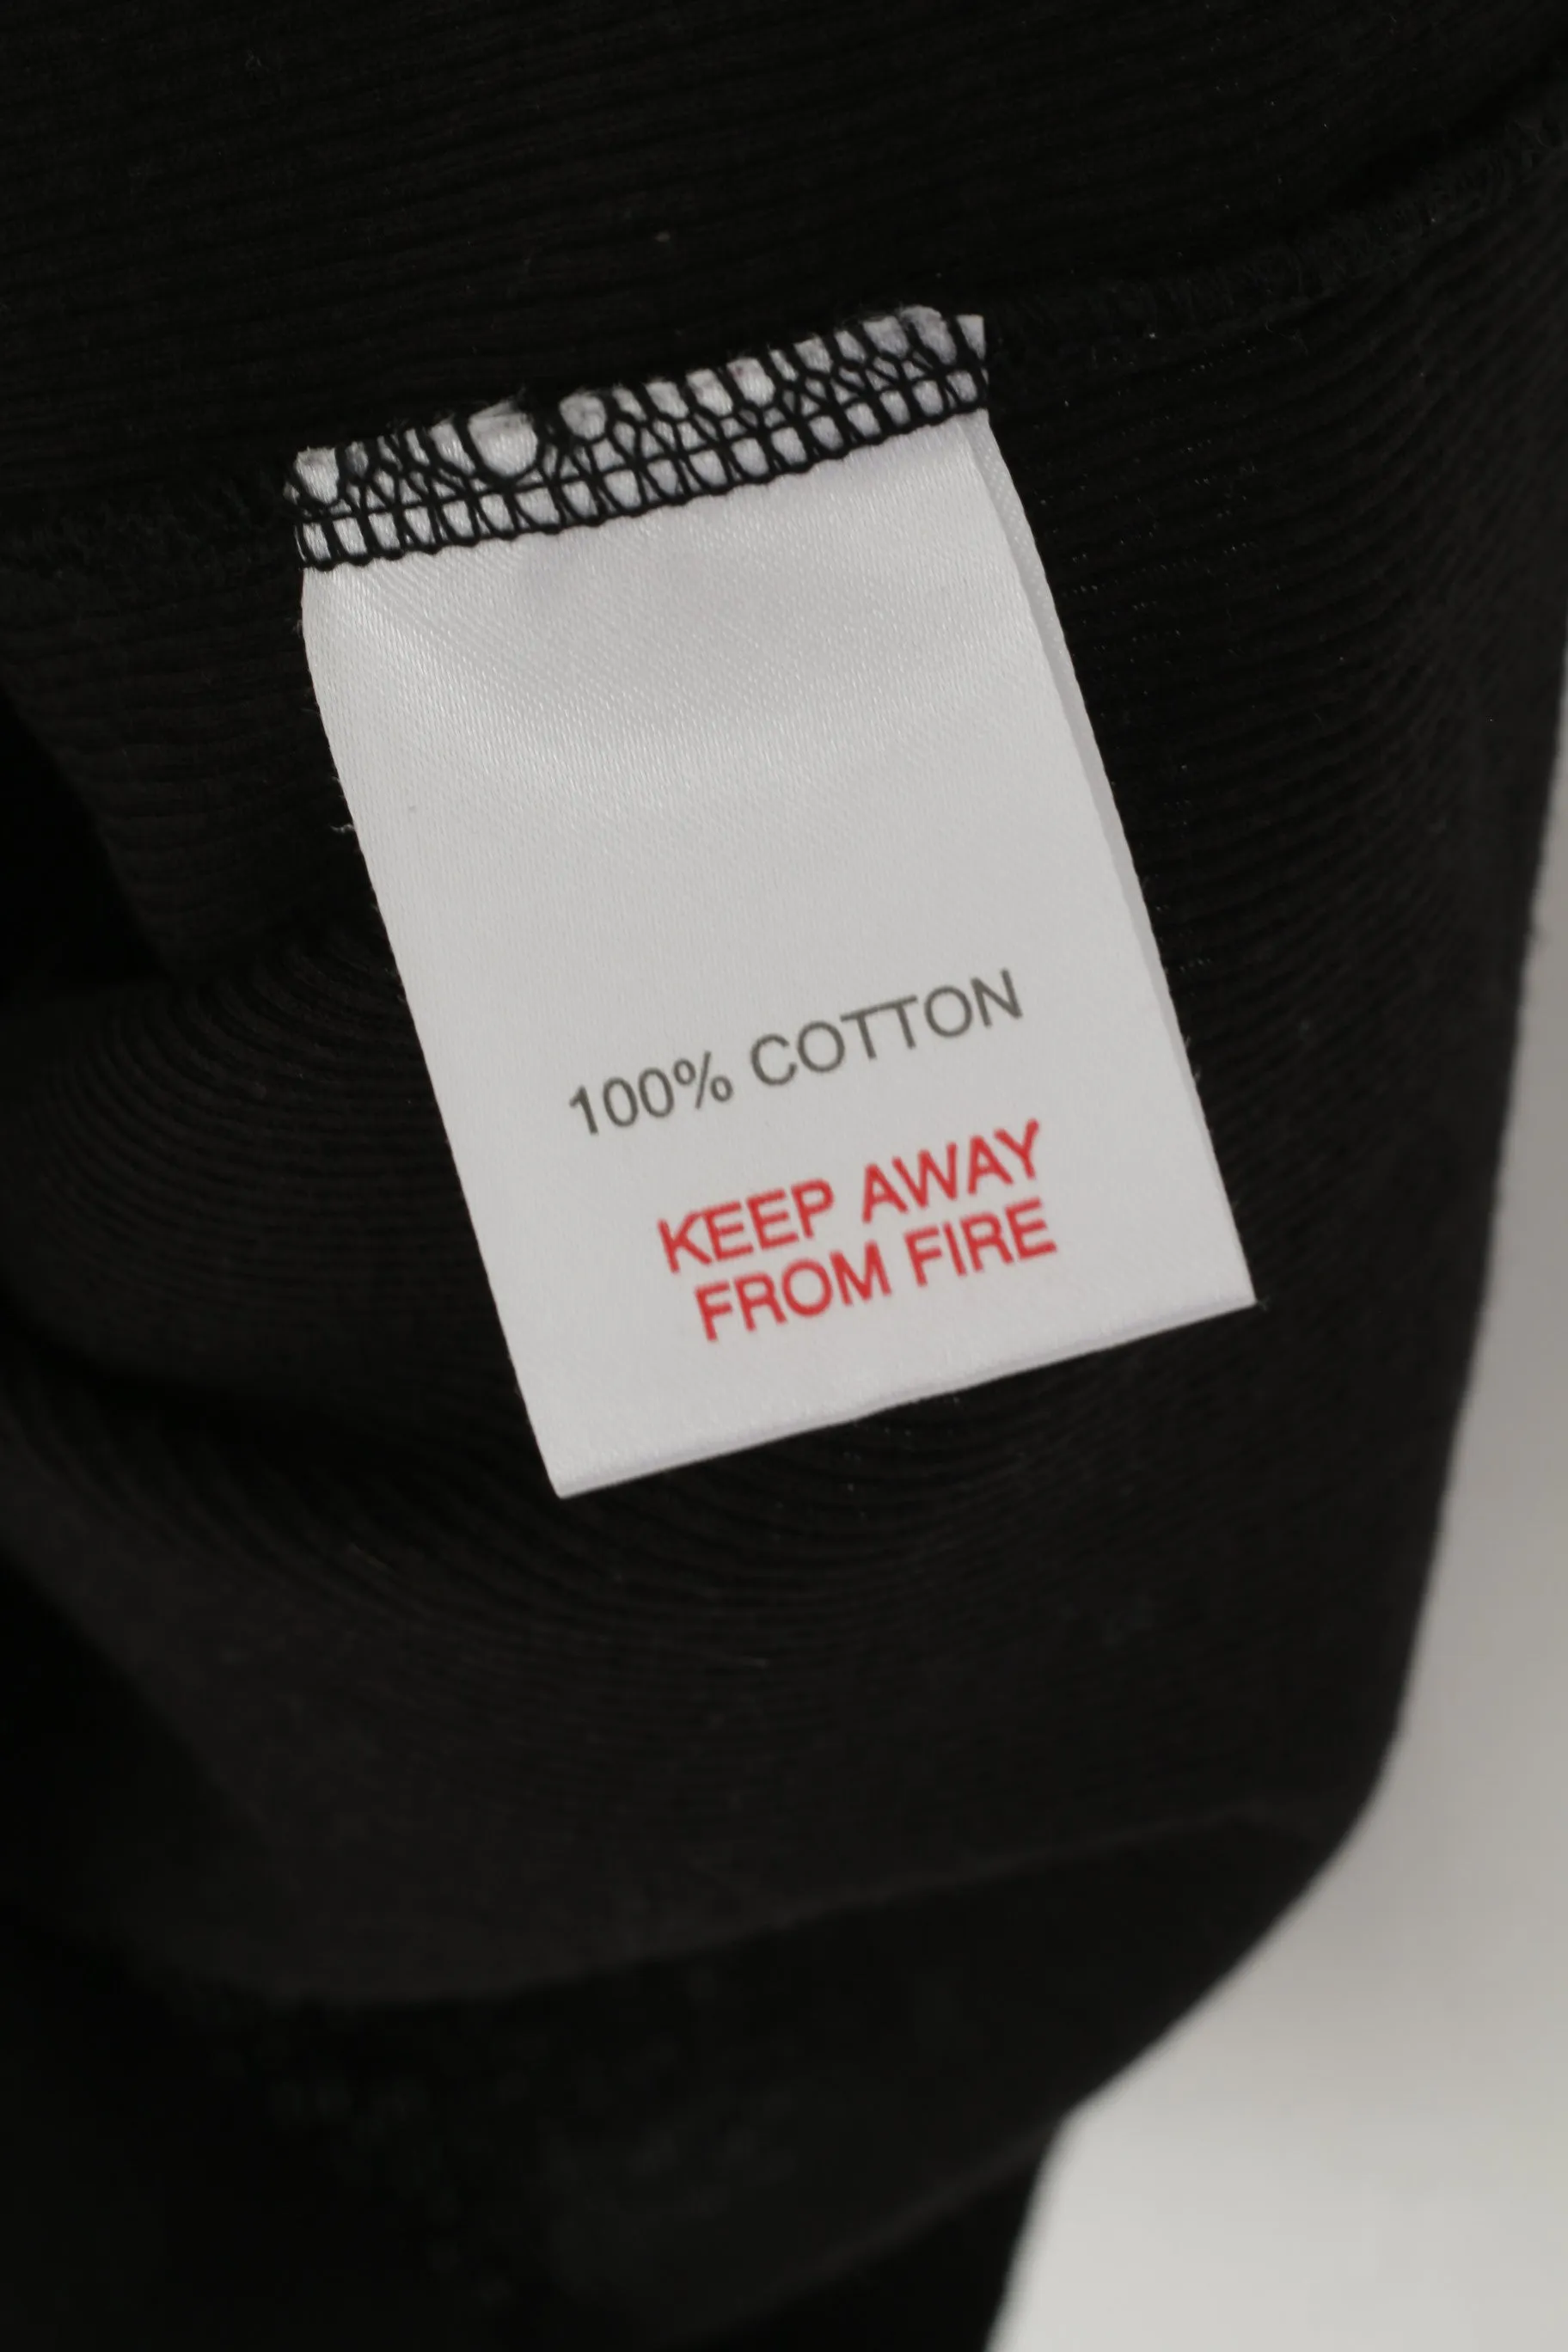 100% COTTON
KEEP AWAY
FROM FIRE